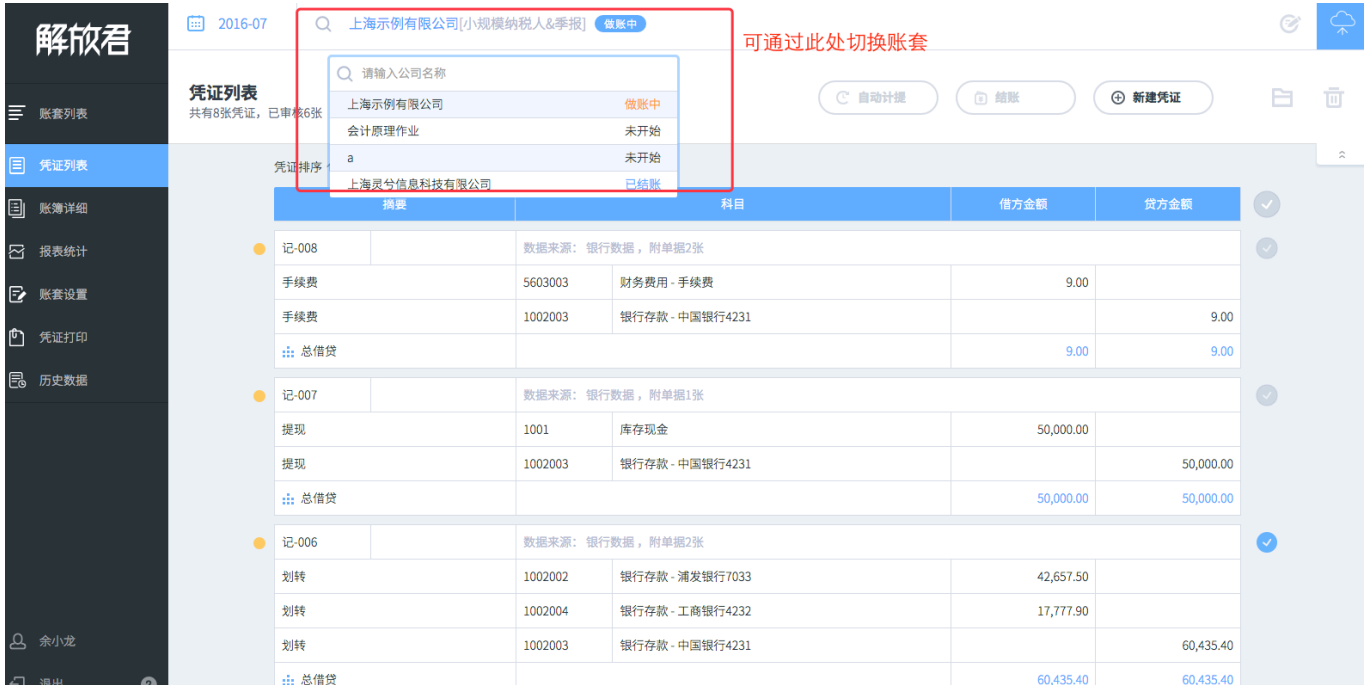 解放君
2016-07
上海示例有限公司[小规模纳税人&季报] 做账中
可通过此处切换账套
请输入公司名称
上海示例有限公司 做账中
会计原理作业 未开始
a 未开始
上海灵兮信息科技有限公司 已结账
凭证列表
共有8张凭证，已审核6张
自动计提 结账 新建凭证
账套列表
凭证列表
账簿详细
报表统计
账套设置
凭证打印
历史数据
余小龙
退出
凭证排序
摘要 科目 借方金额 贷方金额
记-008 数据来源： 银行数据 ，附单据2张
手续费 5603003 财务费用 - 手续费 9.00
手续费 1002003 银行存款 - 中国银行4231 9.00
总借贷 9.00 9.00
记-007 数据来源： 银行数据 ，附单据1张
提现 1001 库存现金 50,000.00
提现 1002003 银行存款 - 中国银行4231 50,000.00
总借贷 50,000.00 50,000.00
记-006 数据来源： 银行数据 ，附单据2张
划转 1002002 银行存款 - 浦发银行7033 42,657.50
划转 1002004 银行存款 - 工商银行4232 17,777.90
划转 1002003 银行存款 - 中国银行4231 60,435.40
总借贷 60,435.40 60,435.40